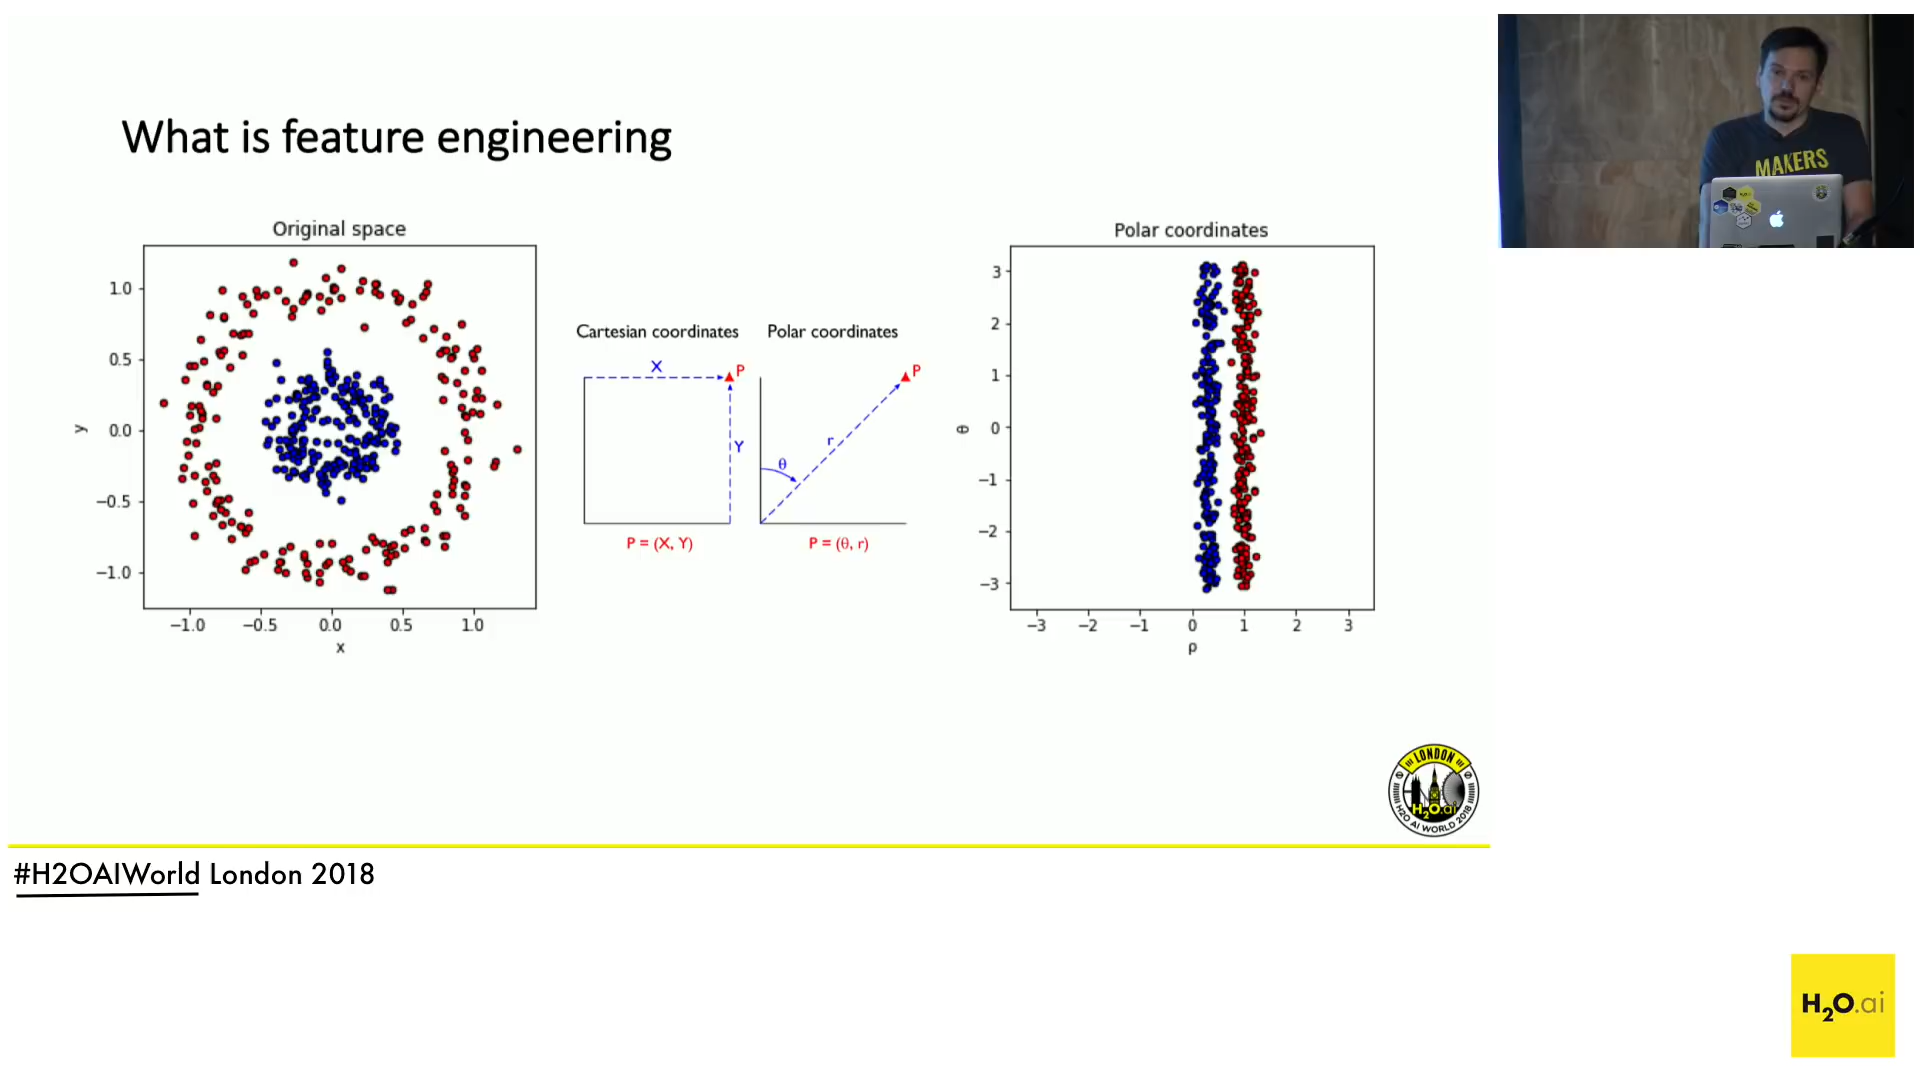 What is feature engineering
Original space
1.0
0.5
0.0
−0.5
−1.0
y
−1.0 −0.5 0.0 0.5 1.0
x
Cartesian coordinates
X
P
Y
P = (X, Y)
Polar coordinates
P
r
θ
P = (θ, r)
Polar coordinates
3
2
1
0
−1
−2
−3
θ
−3 −2 −1 0 1 2 3
ρ
MAKERS
LONDON
H2O.ai
H2O AI WORLD 2018
#H2OAIWorld London 2018
H2O.ai